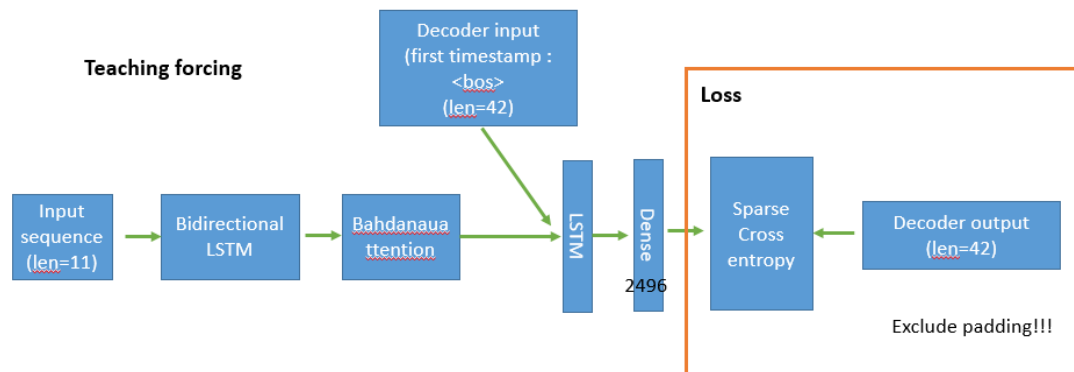 Teaching forcing
Decoder input
(first timestamp :
<bos>
(len=42)
Loss
Input
sequence
(len=11)
Bidirectional
LSTM
Bahdanaua
ttention
LSTM
Dense
2496
Sparse
Cross
entropy
Decoder output
(len=42)
Exclude padding!!!